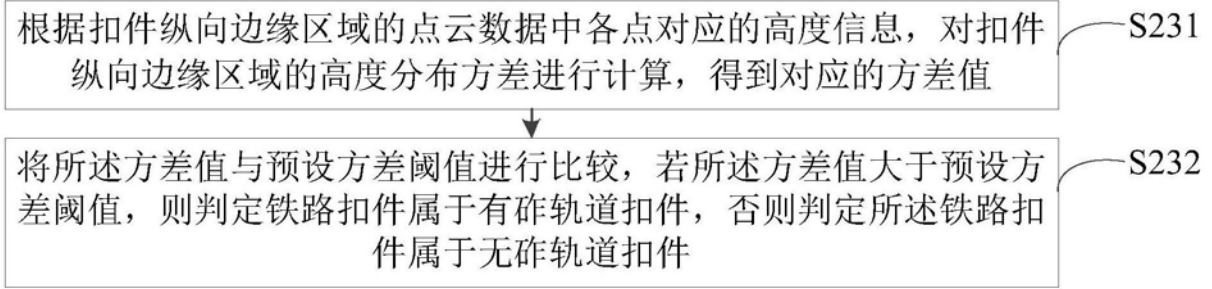 根据扣件纵向边缘区域的点云数据中各点对应的高度信息，对扣件
纵向边缘区域的高度分布方差进行计算，得到对应的方差值
S231
将所述方差值与预设方差阈值进行比较，若所述方差值大于预设方
差阈值，则判定铁路扣件属于有砟轨道扣件，否则判定所述铁路扣
件属于无砟轨道扣件
S232